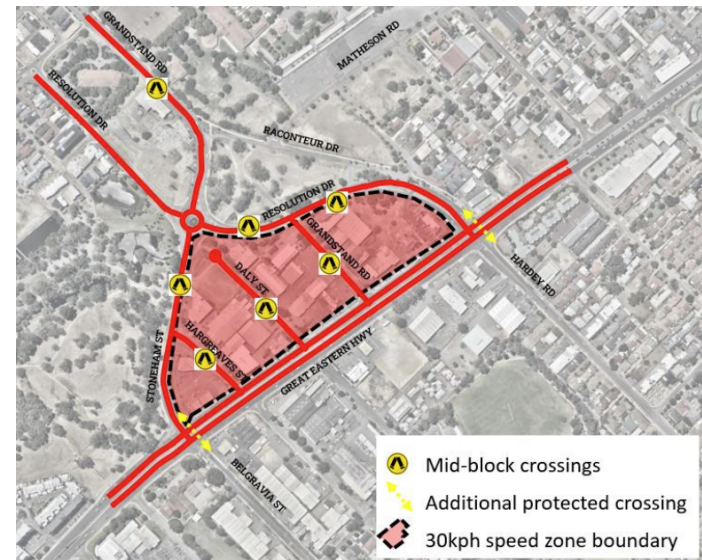 GRANDSTAND RD
MATHESON RD
RESOLUTION DR
RACONTEUR DR
RESOLUTION DR
GRANDSTAND RD
DALY ST
HARDEY RD
HARGREAVES ST
STONEHAM ST
GREAT EASTERN HWY
BELGRAVIA ST
Mid-block crossings
Additional protected crossing
30kph speed zone boundary